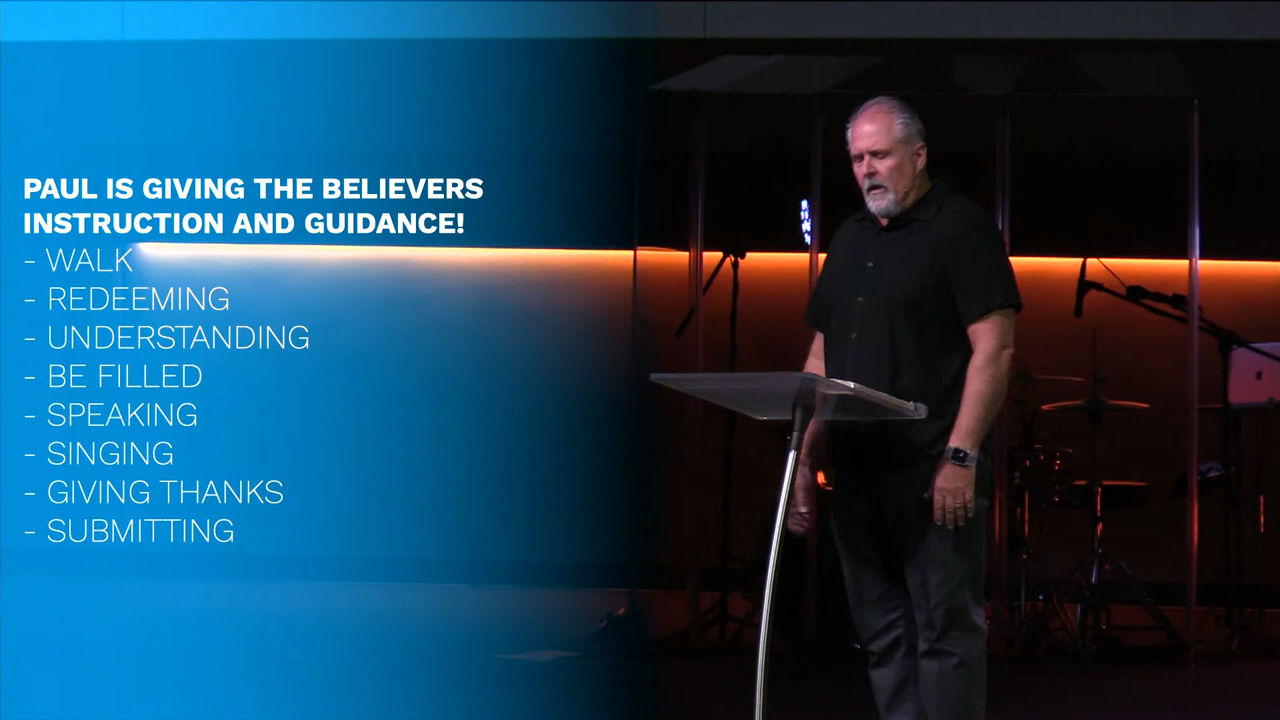 PAUL IS GIVING THE BELIEVERS
INSTRUCTION AND GUIDANCE!
- WALK
- REDEEMING
- UNDERSTANDING
- BE FILLED
- SPEAKING
- SINGING
- GIVING THANKS
- SUBMITTING